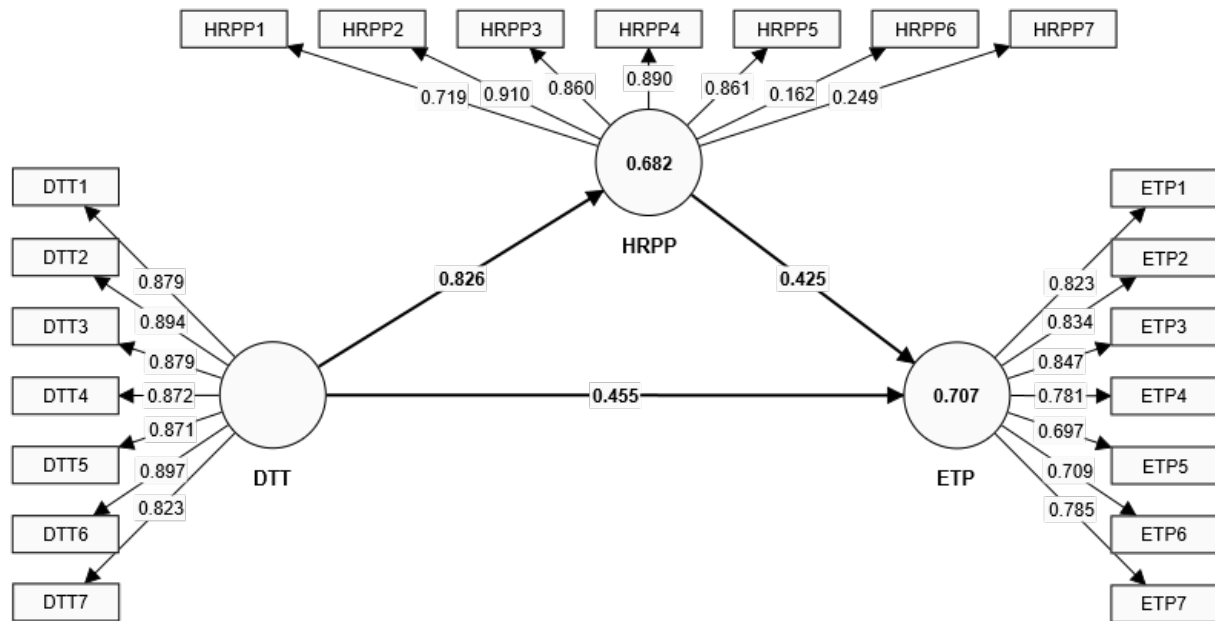 HRPP1
HRPP2
HRPP3
HRPP4
HRPP5
HRPP6
HRPP7
0.719
0.910
0.860
0.890
0.861
0.162
0.249
0.682
HRPP
DTT1
DTT2
DTT3
DTT4
DTT5
DTT6
DTT7
0.879
0.894
0.879
0.872
0.871
0.897
0.823
DTT
0.826
0.425
0.455
0.707
ETP
0.823
0.834
0.847
0.781
0.697
0.709
0.785
ETP1
ETP2
ETP3
ETP4
ETP5
ETP6
ETP7